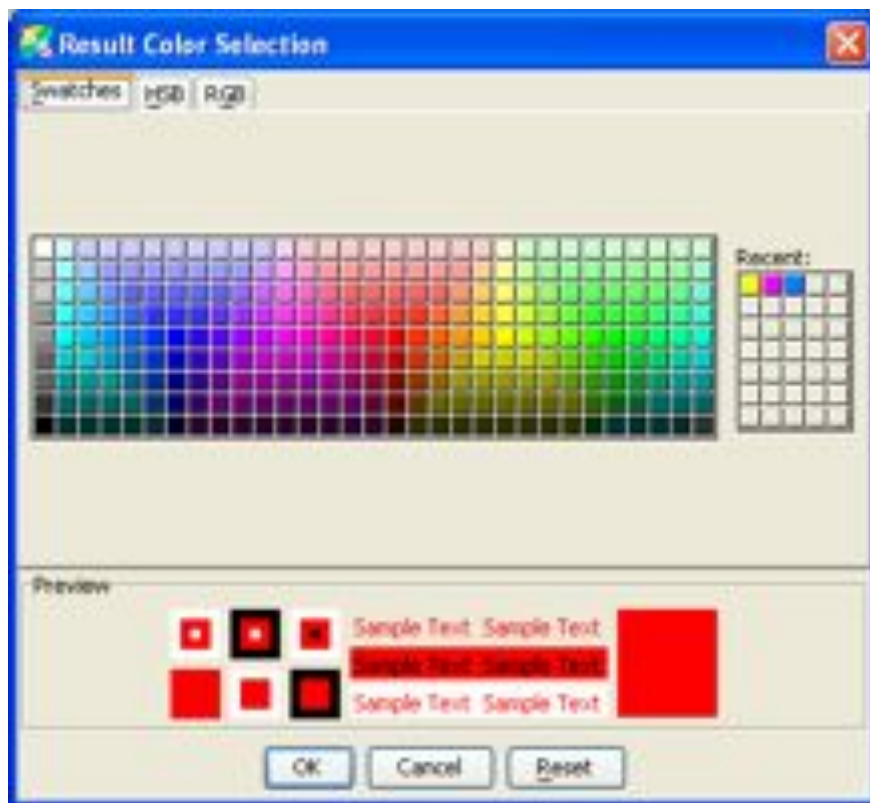 Result Color Selection
Swatches HSB RGB
Recent:
Preview
Sample Text Sample Text
Sample Text Sample Text
Sample Text Sample Text
OK Cancel Reset